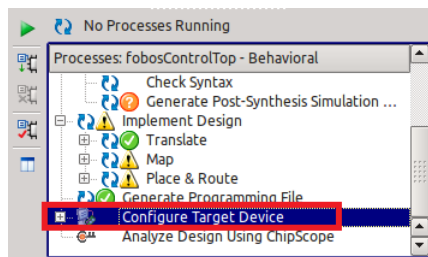 No Processes Running
Processes: fobosControlTop - Behavioral
Check Syntax
Generate Post-Synthesis Simulation ...
Implement Design
Translate
Map
Place & Route
Generate Programming File
Configure Target Device
Analyze Design Using ChipScope